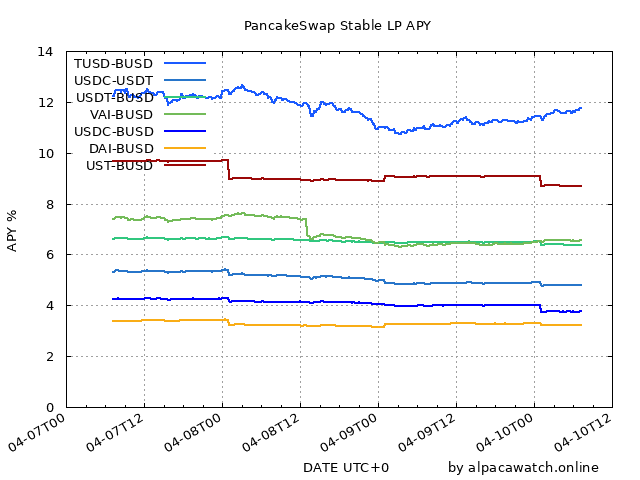 PancakeSwap Stable LP APY
14
12
10
8
6
4
2
0
APY %
TUSD-BUSD
USDC-USDT
USDT-BUSD
VAI-BUSD
USDC-BUSD
DAI-BUSD
UST-BUSD
04-07T00
04-07T12
04-08T00
04-08T12
04-09T00
04-09T12
04-10T00
04-10T12
DATE UTC+0
by alpacawatch.online